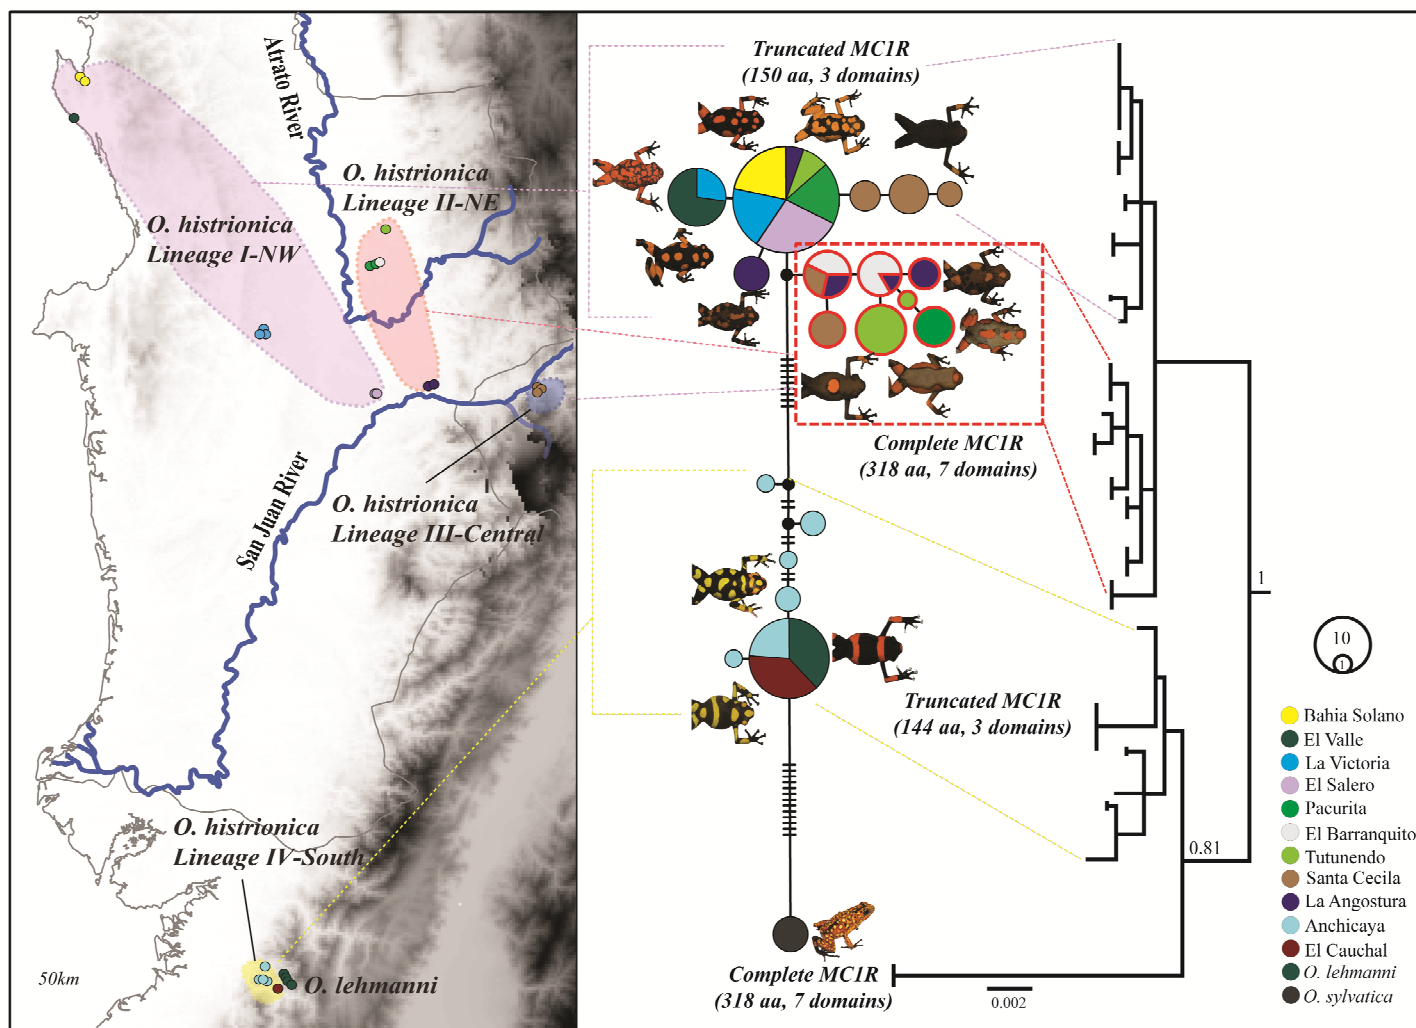 Atrato River
O. histrionica
Lineage II-NE
O. histrionica
Lineage I-NW
San Juan River
O. histrionica
Lineage III-Central
O. histrionica
Lineage IV-South
50km
O. lehmanni
Truncated MC1R
(150 aa, 3 domains)
Complete MC1R
(318 aa, 7 domains)
Truncated MC1R
(144 aa, 3 domains)
Complete MC1R
(318 aa, 7 domains)
1
0.81
0.002
10
1
Bahia Solano
El Valle
La Victoria
El Salero
Pacurita
El Barranquito
Tutunendo
Santa Cecila
La Angostura
Anchicaya
El Cauchal
O. lehmanni
O. sylvatica